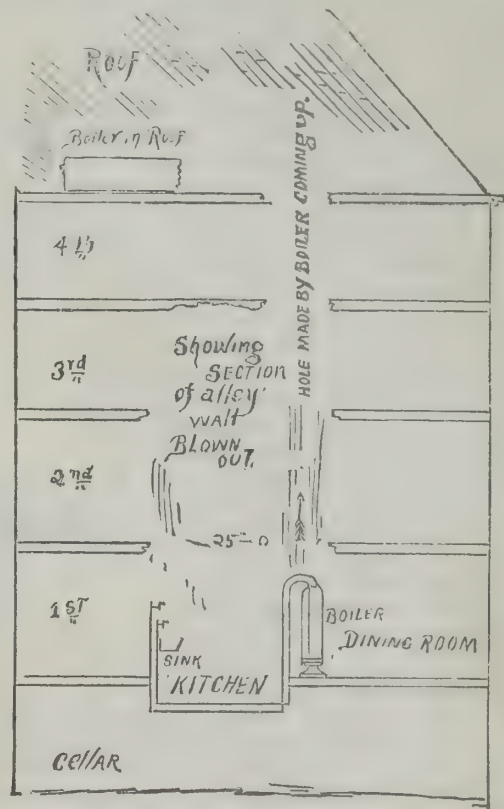 ROOF
Boiler in Roof
HOLE MADE BY BOILER COMING UP.
4th
3rd
Showing
SECTION
of alley
WALL
BLOWN
OUT.
2nd
25-0
1ST
BOILER
DINING ROOM
SINK
KITCHEN
CELLAR